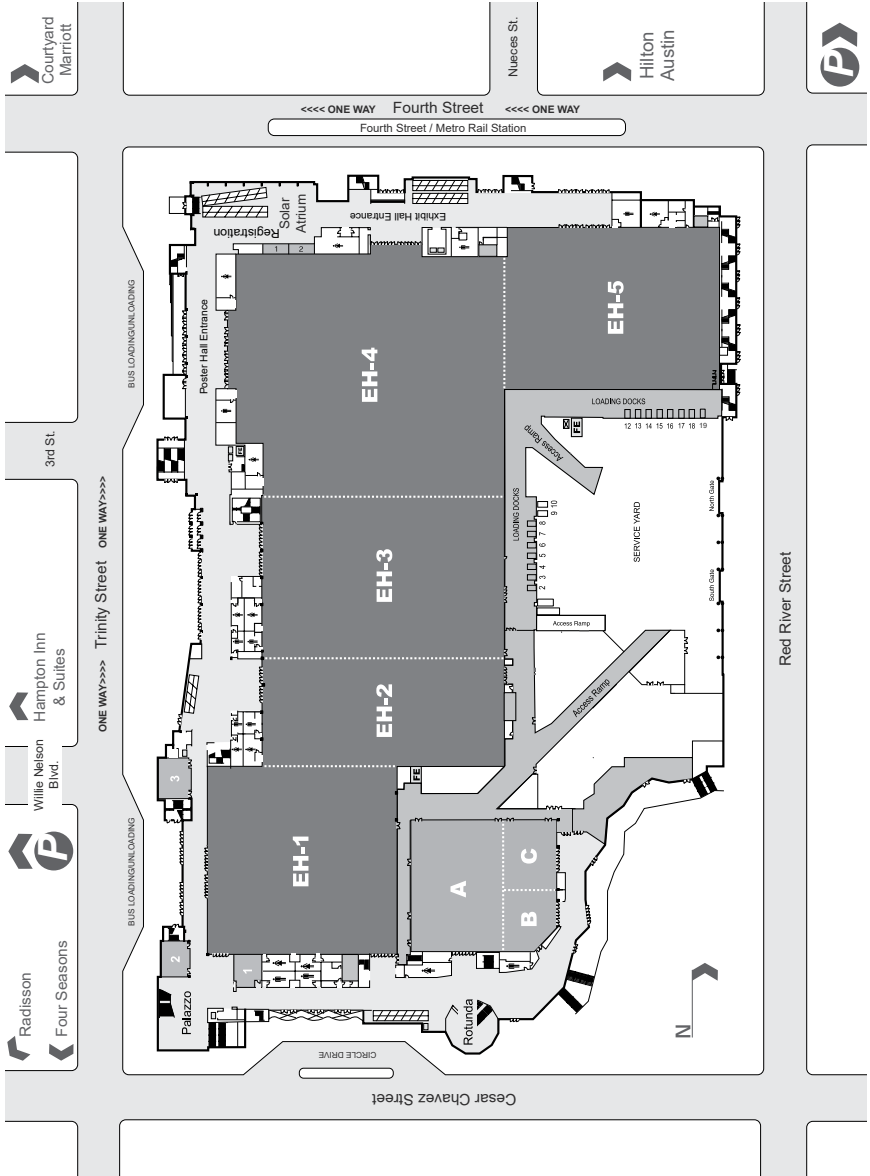 Courtyard
Marriott
Nueces St.
Hilton
Austin
P
<<<< ONE WAY Fourth Street <<<< ONE WAY
Fourth Street / Metro Rail Station
Registration
Solar
Atrium
Exhibit Hall Entrance
1
2
BUS LOADING/UNLOADING
Poster Hall Entrance
EH-4
EH-5
3rd St.
FE
LOADING DOCKS
12 13 14 15 16 17 18 19
FE
Access Ramp
LOADING DOCKS
2 3 4 5 6 7 8 9 10
SERVICE YARD
North Gate
South Gate
Access Ramp
ONE WAY>>>> Trinity Street ONE WAY>>>>
EH-3
Red River Street
Hampton Inn
& Suites
EH-2
Access Ramp
Willie Nelson
Blvd.
3
FE
P
EH-1
A
B
C
BUS LOADING/UNLOADING
Radisson
Four Seasons
2
1
Palazzo
Rotunda
N
CIRCLE DRIVE
Cesar Chavez Street